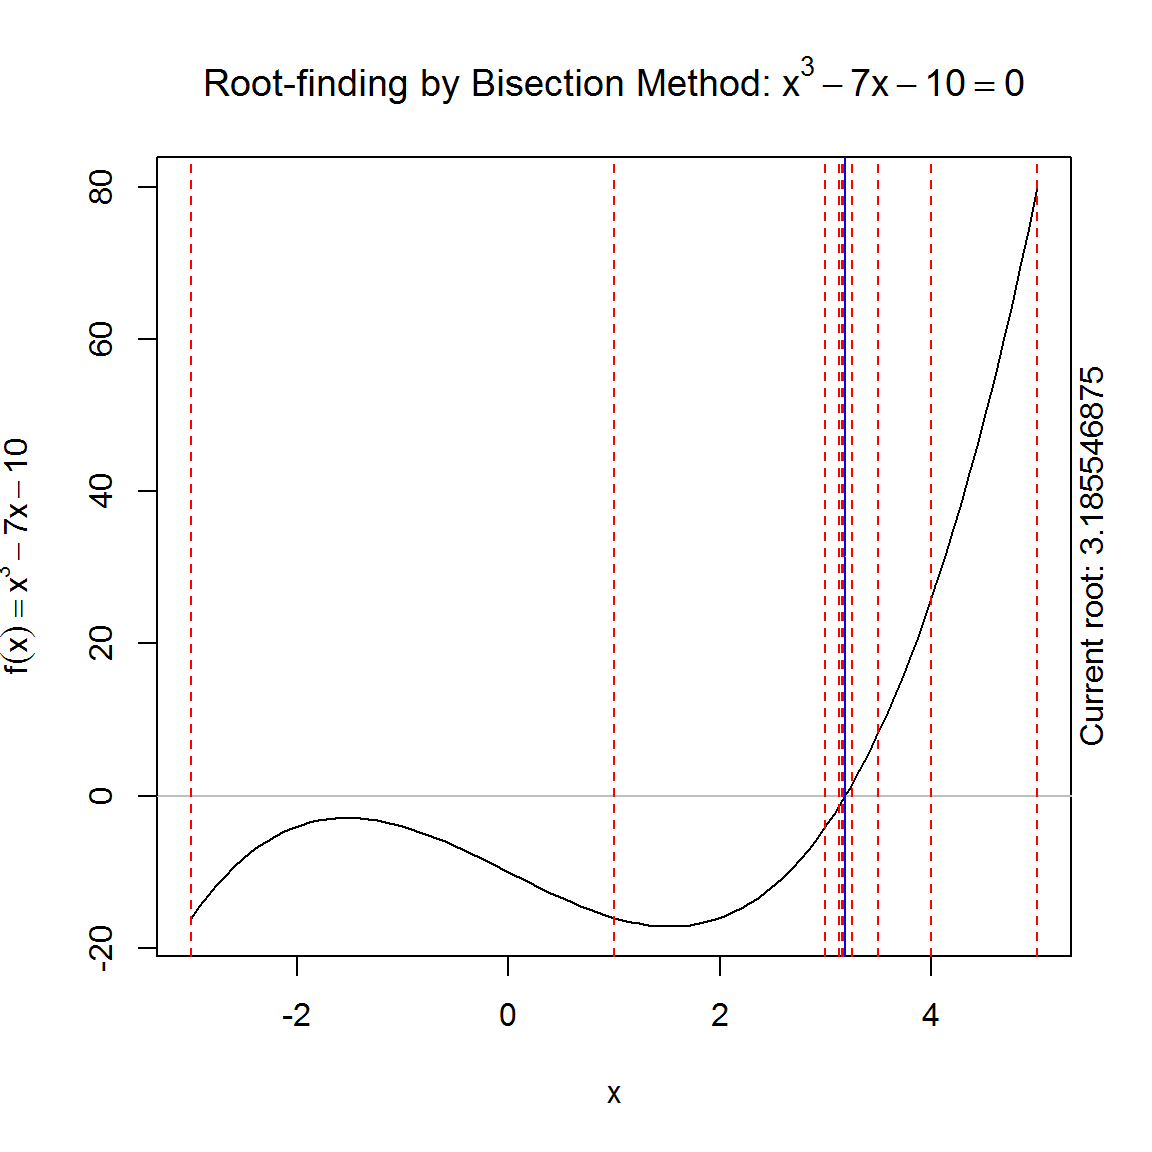 Root-finding by Bisection Method: x³ − 7x − 10 = 0
80
60
40
20
0
-20
f(x) = x³ − 7x − 10
Current root: 3.185546875
-2
0
2
4
x